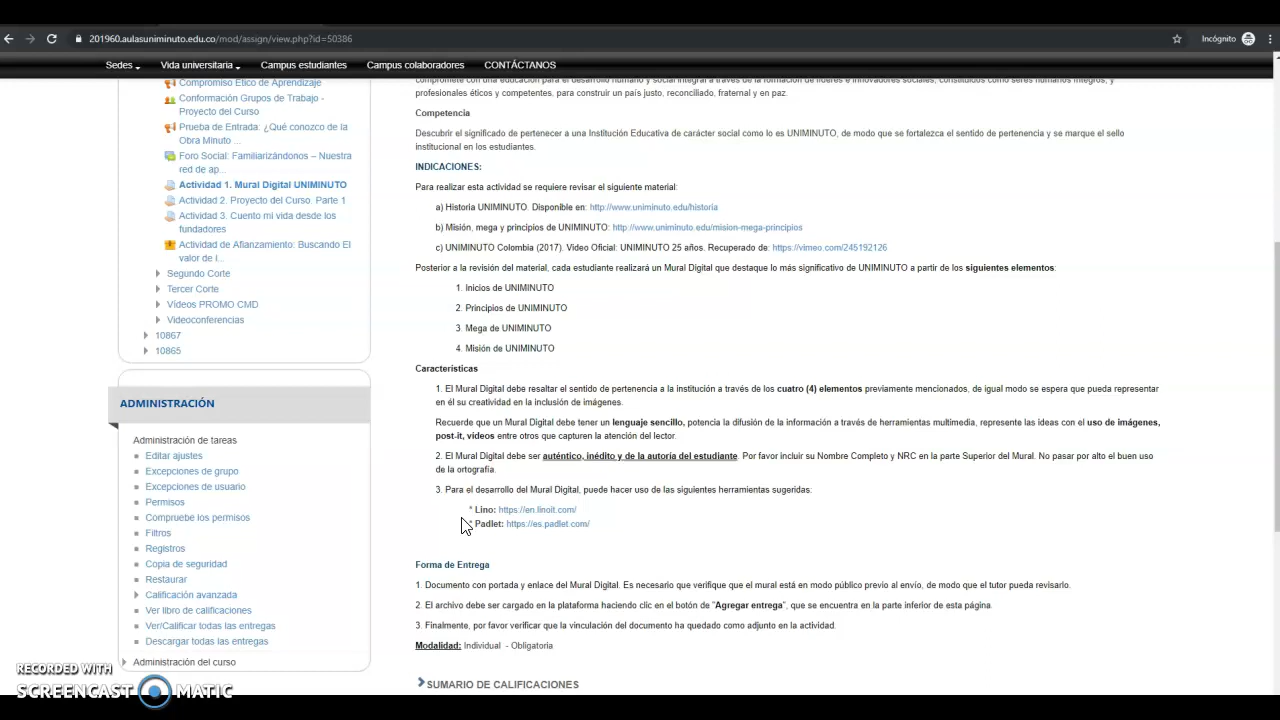 201960.aulasuniminuto.edu.co/mod/assign/view.php?id=50386
Incógnito
Sedes
Vida universitaria
Campus estudiantes
Campus colaboradores
CONTÁCTANOS
Compromiso Ético de Aprendizaje
Conformación Grupos de Trabajo -
Proyecto del Curso
Prueba de Entrada: ¿Qué conozco de la
Obra Minuto ...
Foro Social: Familiarizándonos – Nuestra
red de ap...
Actividad 1. Mural Digital UNIMINUTO
Actividad 2. Proyecto del Curso. Parte 1
Actividad 3. Cuento mi vida desde los
fundadores
Actividad de Afianzamiento: Buscando El
valor de l...
Segundo Corte
Tercer Corte
Vídeos PROMO CMD
Videoconferencias
10867
10865
ADMINISTRACIÓN
Administración de tareas
Editar ajustes
Excepciones de grupo
Excepciones de usuario
Permisos
Compruebe los permisos
Filtros
Registros
Copia de seguridad
Restaurar
Calificación avanzada
Ver libro de calificaciones
Ver/Calificar todas las entregas
Descargar todas las entregas
Administración del curso
compromete con una educación para el desarrollo humano y social integral a través de la formación de líderes e innovadores sociales, constituidos como seres humanos íntegros, y
profesionales éticos y competentes, para construir un país justo, reconciliado, fraternal y en paz.
Competencia
Descubrir el significado de pertenecer a una Institución Educativa de carácter social como lo es UNIMINUTO, de modo que se fortalezca el sentido de pertenencia y se marque el sello
institucional en los estudiantes.
INDICACIONES:
Para realizar esta actividad se requiere revisar el siguiente material:
a) Historia UNIMINUTO. Disponible en: http://www.uniminuto.edu/historia
b) Misión, mega y principios de UNIMINUTO: http://www.uniminuto.edu/mision-mega-principios
c) UNIMINUTO Colombia (2017). Video Oficial: UNIMINUTO 25 años. Recuperado de: https://vimeo.com/245192126
Posterior a la revisión del material, cada estudiante realizará un Mural Digital que destaque lo más significativo de UNIMINUTO a partir de los siguientes elementos:
1. Inicios de UNIMINUTO
2. Principios de UNIMINUTO
3. Mega de UNIMINUTO
4. Misión de UNIMINUTO
Características
1. El Mural Digital debe resaltar el sentido de pertenencia a la institución a través de los cuatro (4) elementos previamente mencionados, de igual modo se espera que pueda representar
en él su creatividad en la inclusión de imágenes.
Recuerde que un Mural Digital debe tener un lenguaje sencillo, potencia la difusión de la información a través de herramientas multimedia, represente las ideas con el uso de imágenes,
post-it, vídeos entre otros que capturen la atención del lector.
2. El Mural Digital debe ser auténtico, inédito y de la autoría del estudiante. Por favor incluir su Nombre Completo y NRC en la parte Superior del Mural. No pasar por alto el buen uso
de la ortografía.
3. Para el desarrollo del Mural Digital, puede hacer uso de las siguientes herramientas sugeridas:
* Lino: https://en.linoit.com/
* Padlet: https://es.padlet.com/
Forma de Entrega
1. Documento con portada y enlace del Mural Digital. Es necesario que verifique que el mural está en modo público previo al envío, de modo que el tutor pueda revisarlo.
2. El archivo debe ser cargado en la plataforma haciendo clic en el botón de "Agregar entrega", que se encuentra en la parte inferior de esta página.
3. Finalmente, por favor verificar que la vinculación del documento ha quedado como adjunto en la actividad.
Modalidad: Individual - Obligatoria
SUMARIO DE CALIFICACIONES
RECORDED WITH
SCREENCAST MATIC